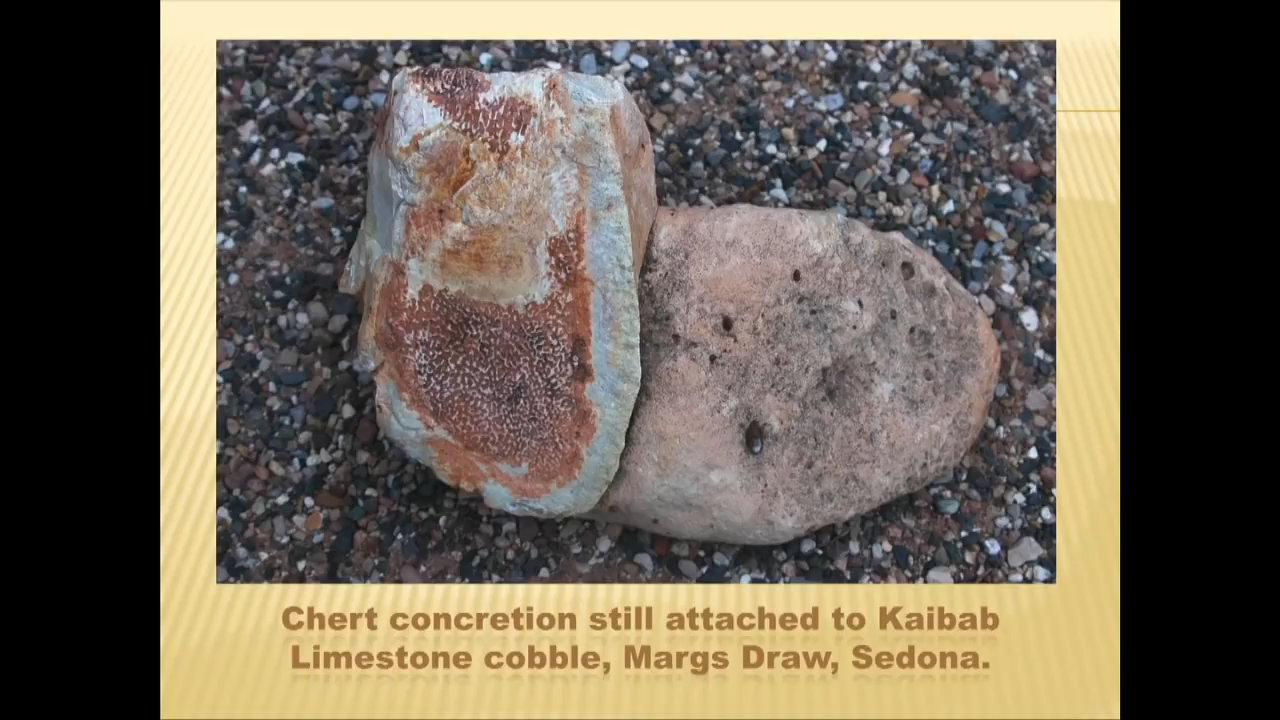 Chert concretion still attached to Kaibab
Limestone cobble, Margs Draw, Sedona.